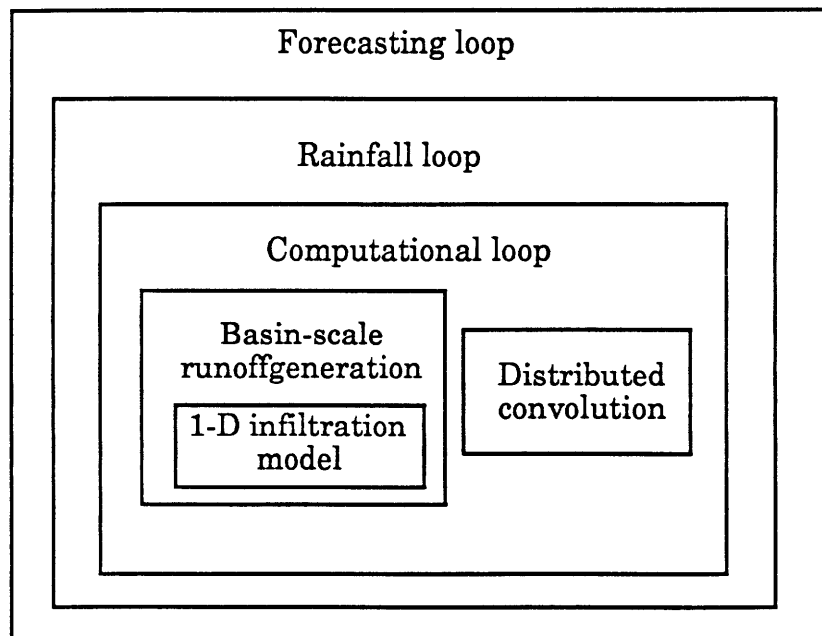 Forecasting loop
Rainfall loop
Computational loop
Basin-scale
runoffgeneration
1-D infiltration
model
Distributed
convolution